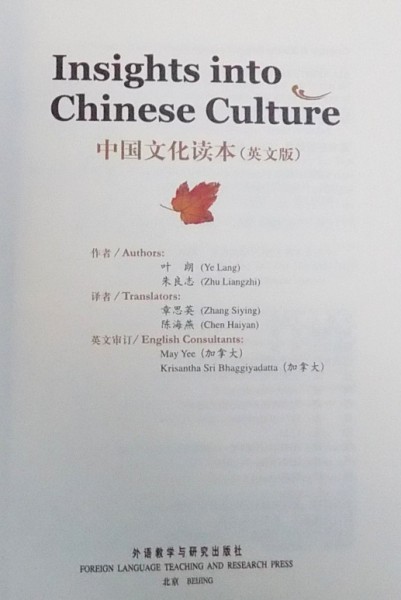 Insights into
Chinese Culture
中国文化读本(英文版)
作者/Authors:
叶 朗 (Ye Lang)
朱良志 (Zhu Liangzhi)
译者/Translators:
章思英 (Zhang Siying)
陈海燕 (Chen Haiyan)
英文审订/English Consultants:
May Yee (加拿大)
Krisantha Sri Bhaggiyadatta (加拿大)
外语教学与研究出版社
FOREIGN LANGUAGE TEACHING AND RESEARCH PRESS
北京 BEIJING